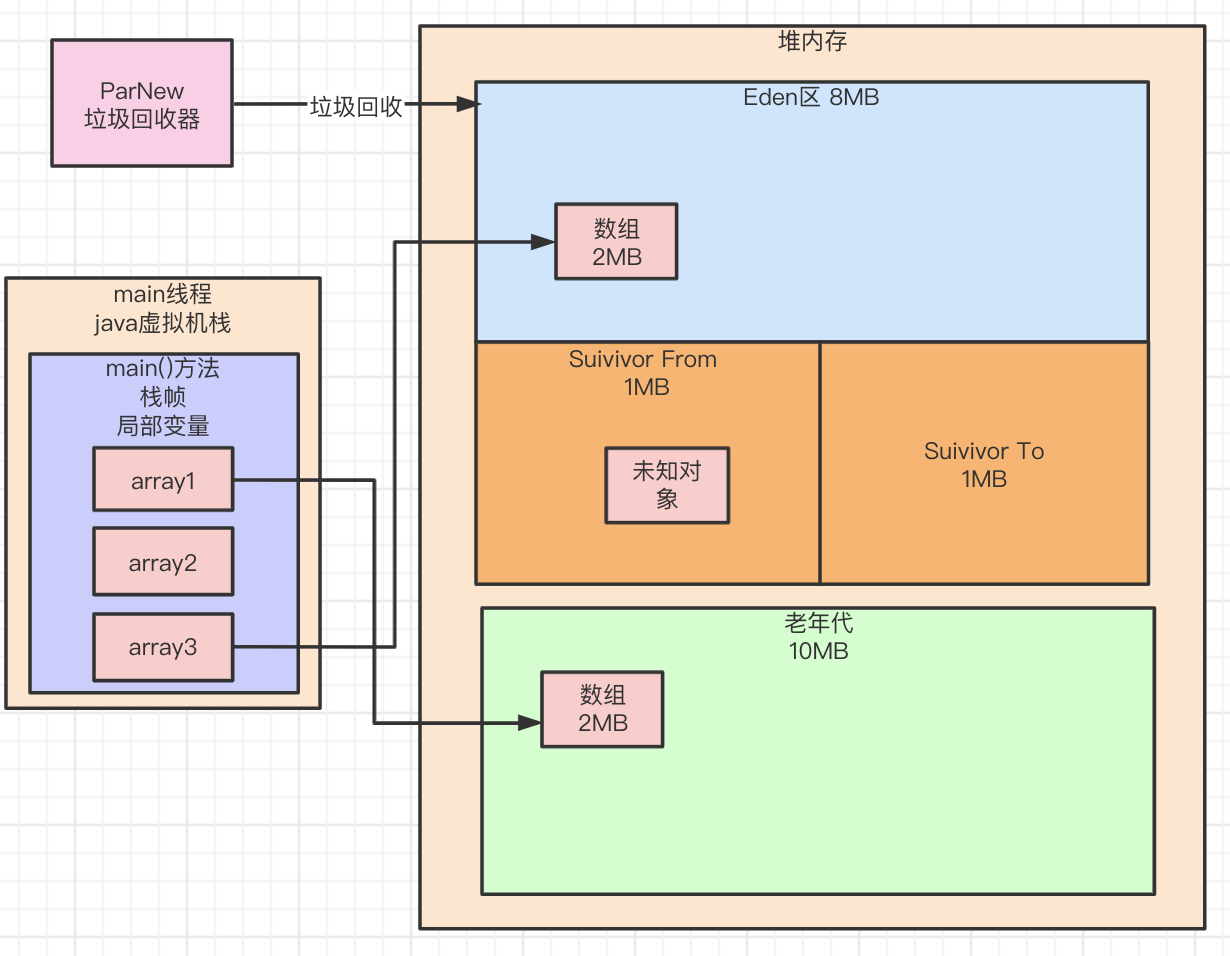 ParNew
垃圾回收器
垃圾回收
堆内存
Eden区 8MB
数组
2MB
main线程
java虚拟机栈
main()方法
栈帧
局部变量
array1
array2
array3
Suivivor From
1MB
未知对
象
Suivivor To
1MB
老年代
10MB
数组
2MB